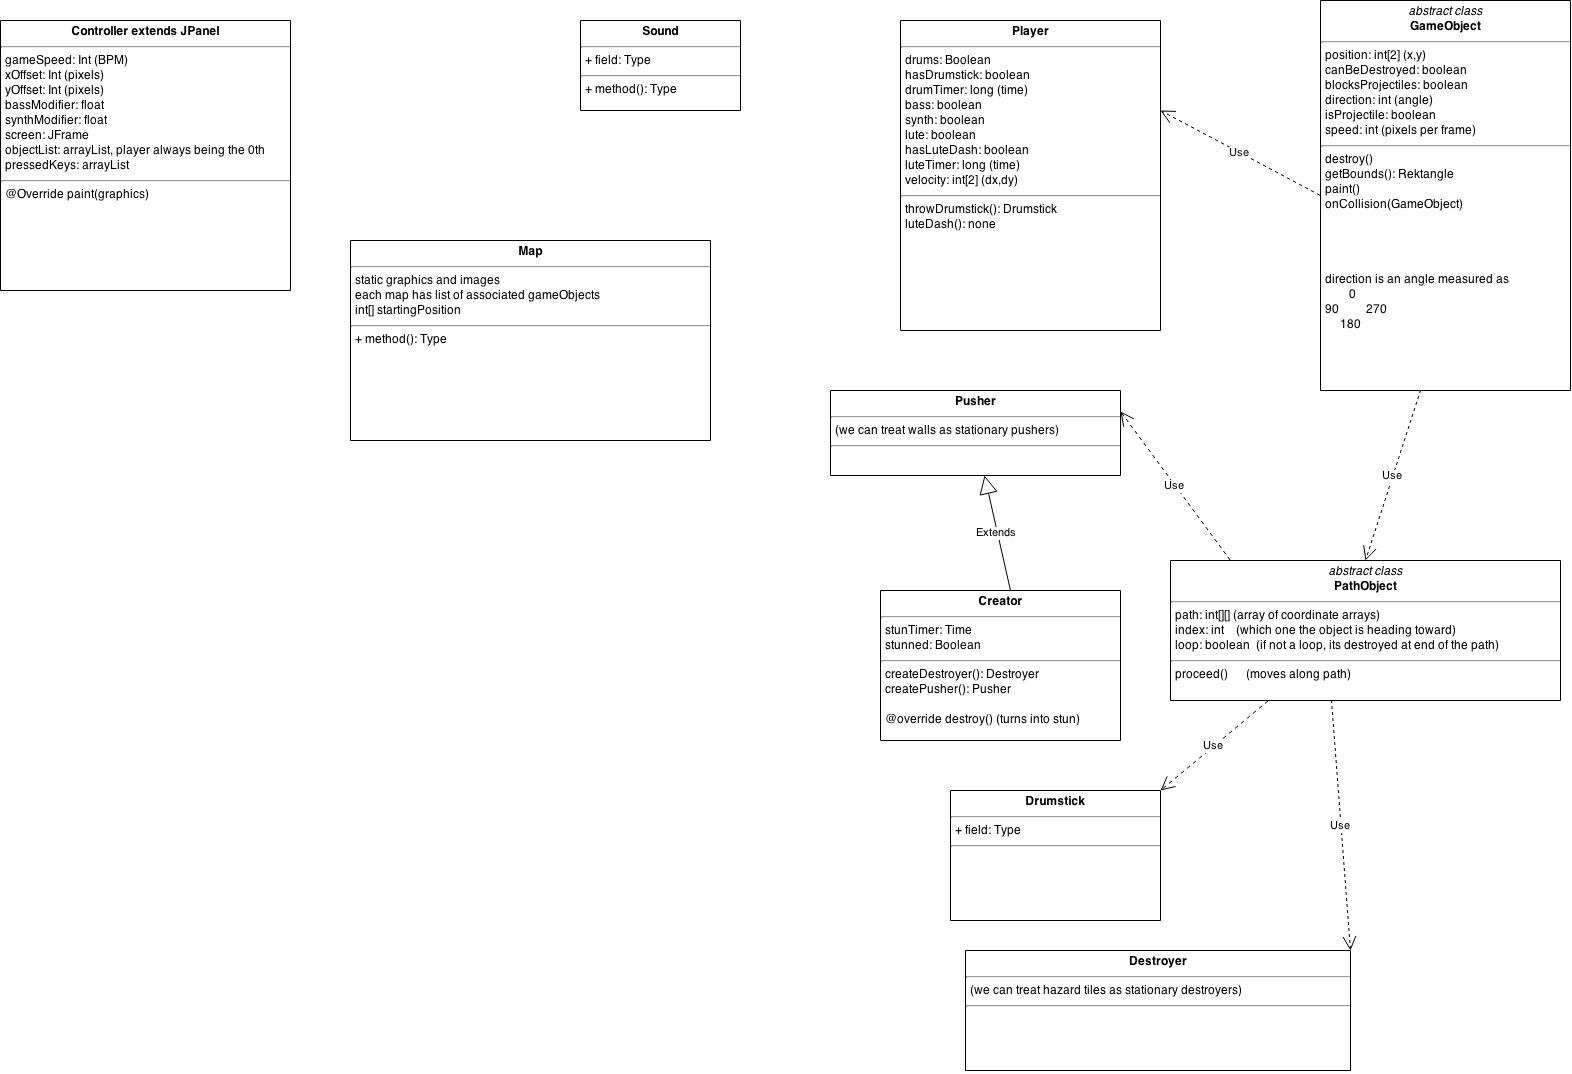 Controller extends JPanel
gameSpeed: Int (BPM)
xOffset: Int (pixels)
yOffset: Int (pixels)
bassModifier: float
synthModifier: float
screen: JFrame
objectList: arrayList, player always being the 0th
pressedKeys: arrayList
@Override paint(graphics)
Sound
+ field: Type
+ method(): Type
Map
static graphics and images
each map has list of associated gameObjects
int[] startingPosition
+ method(): Type
Player
drums: Boolean
hasDrumstick: boolean
drumTimer: long (time)
bass: boolean
synth: boolean
lute: boolean
hasLuteDash: boolean
luteTimer: long (time)
velocity: int[2] (dx,dy)
throwDrumstick(): Drumstick
luteDash(): none
Use
abstract class
GameObject
position: int[2] (x,y)
canBeDestroyed: boolean
blocksProjectiles: boolean
direction: int (angle)
isProjectile: boolean
speed: int (pixels per frame)
destroy()
getBounds(): Rektangle
paint()
onCollision(GameObject)
direction is an angle measured as
0
90 270
180
Pusher
(we can treat walls as stationary pushers)
Use
Use
Extends
Creator
stunTimer: Time
stunned: Boolean
createDestroyer(): Destroyer
createPusher(): Pusher
@override destroy() (turns into stun)
abstract class
PathObject
path: int[][] (array of coordinate arrays)
index: int (which one the object is heading toward)
loop: boolean (if not a loop, its destroyed at end of the path)
proceed() (moves along path)
Use
Use
Drumstick
+ field: Type
Destroyer
(we can treat hazard tiles as stationary destroyers)